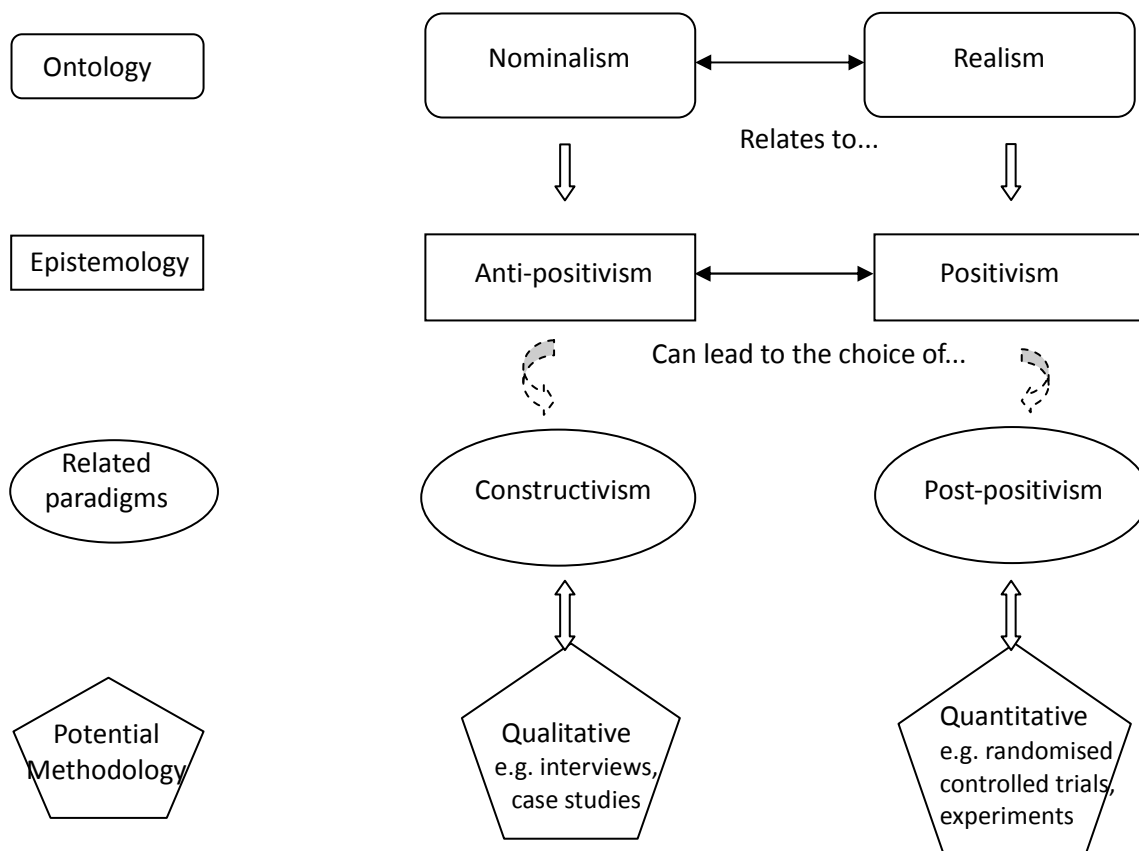 Ontology
Nominalism
Realism
Relates to...
Epistemology
Anti-positivism
Positivism
Can lead to the choice of...
Related
paradigms
Constructivism
Post-positivism
Potential
Methodology
Qualitative
e.g. interviews,
case studies
Quantitative
e.g. randomised
controlled trials,
experiments